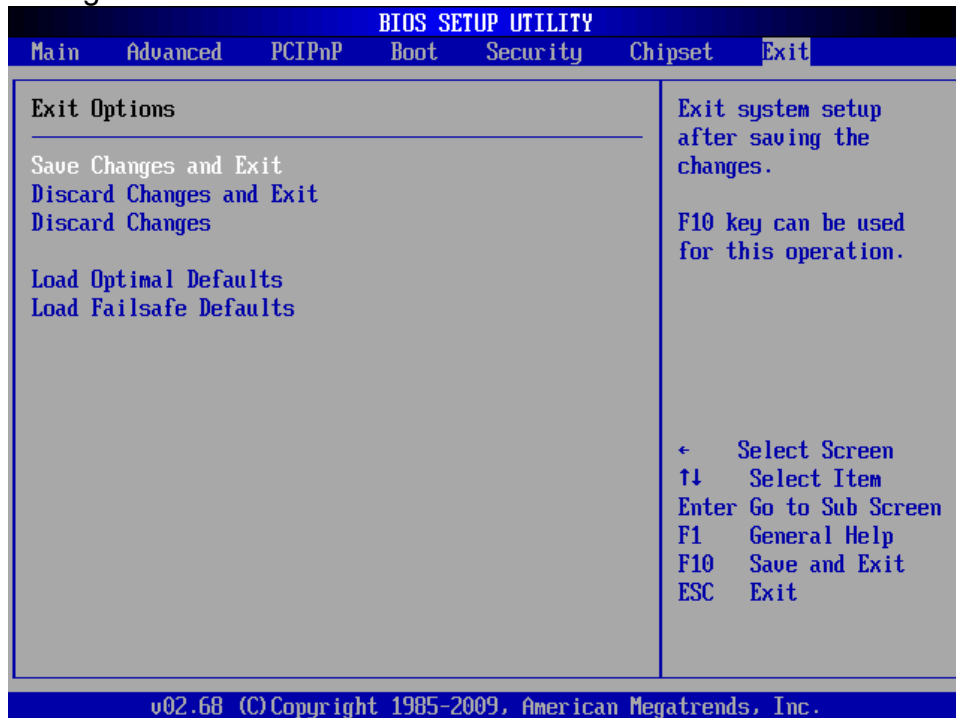 BIOS SETUP UTILITY
Main Advanced PCIPnP Boot Security Chipset Exit
Exit Options
Save Changes and Exit
Discard Changes and Exit
Discard Changes
Load Optimal Defaults
Load Failsafe Defaults
Exit system setup
after saving the
changes.
F10 key can be used
for this operation.
← Select Screen
↑↓ Select Item
Enter Go to Sub Screen
F1 General Help
F10 Save and Exit
ESC Exit
v02.68 (C)Copyright 1985-2009, American Megatrends, Inc.